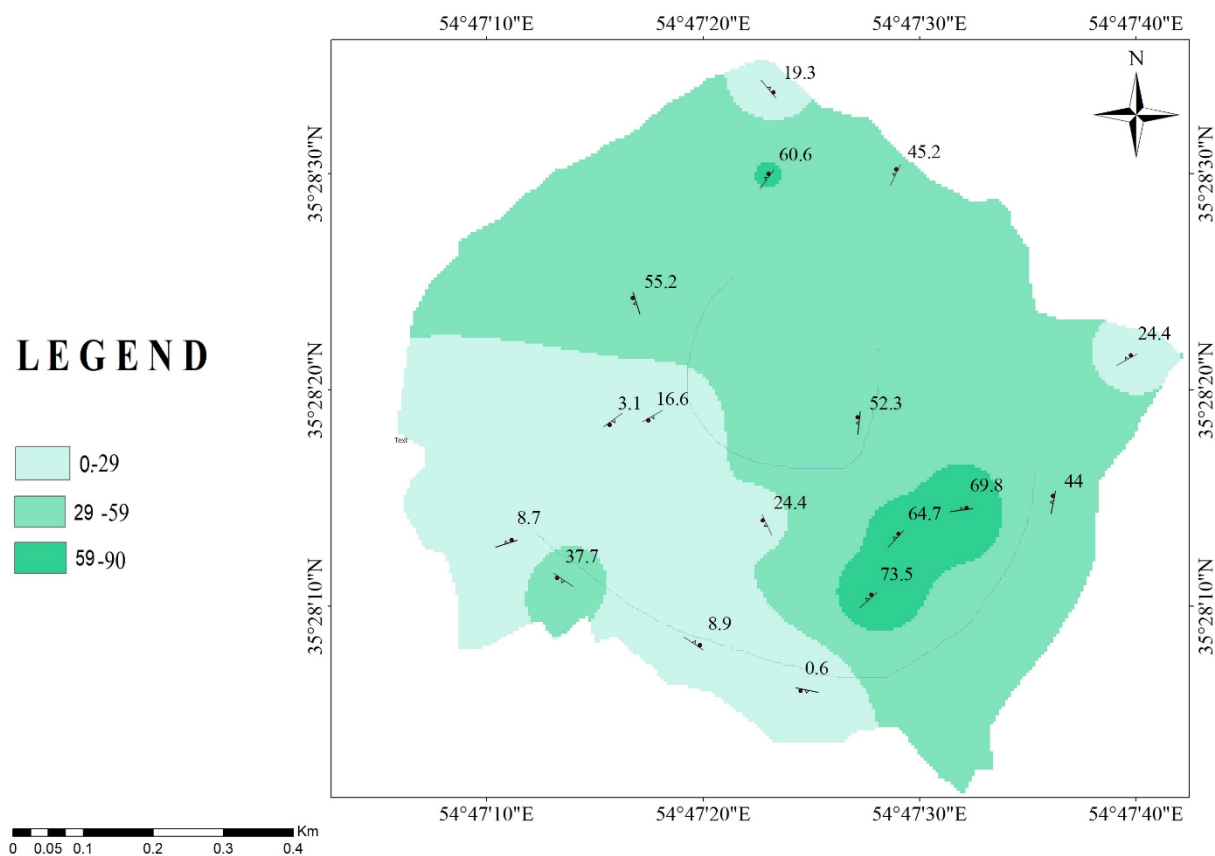 54°47'10"E 54°47'20"E 54°47'30"E 54°47'40"E
N
19.3
35°28'30"N
60.6
45.2
35°28'30"N
55.2
LEGEND
24.4
35°28'20"N
3.1
16.6
52.3
35°28'20"N
Text
0-29
69.8
44
29-59
8.7
24.4
64.7
59-90
37.7
73.5
35°28'10"N
8.9
35°28'10"N
0.6
54°47'10"E 54°47'20"E 54°47'30"E 54°47'40"E
Km
0 0.05 0.1 0.2 0.3 0.4